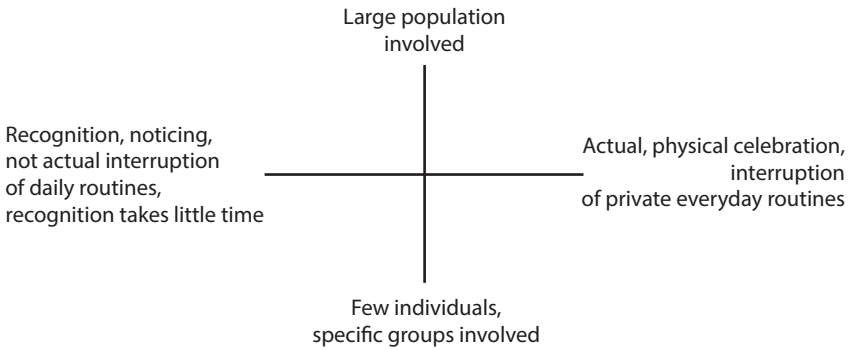 Large population
involved
Recognition, noticing,
not actual interruption
of daily routines,
recognition takes little time
Actual, physical celebration,
interruption
of private everyday routines
Few individuals,
specific groups involved